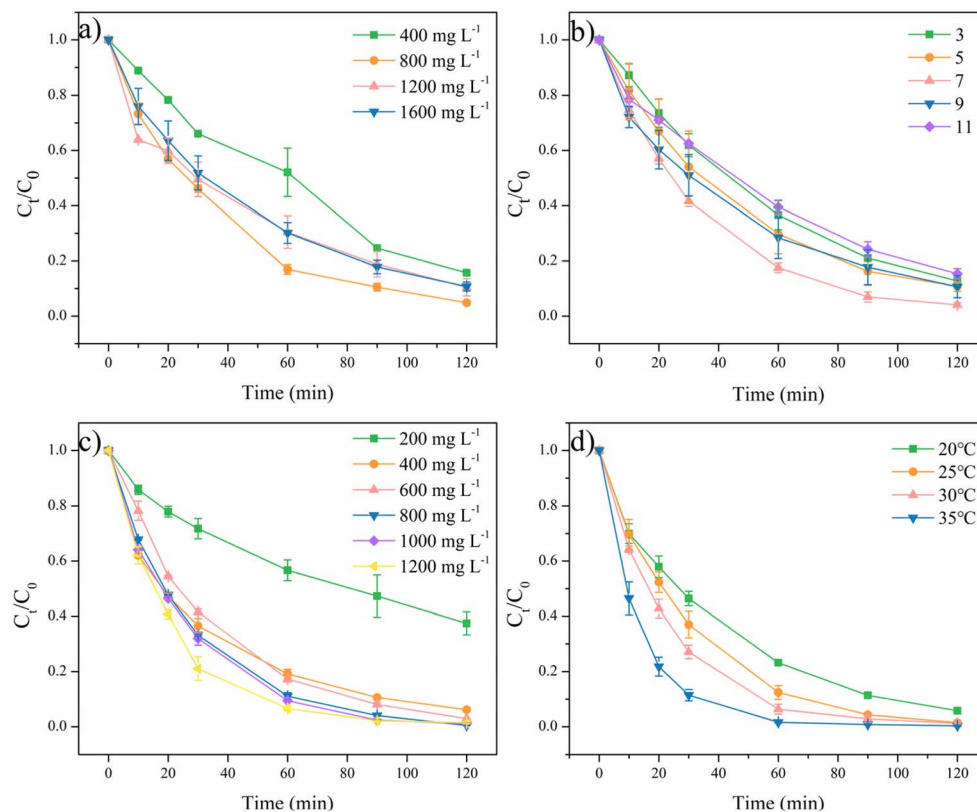 a)
400 mg L⁻¹
800 mg L⁻¹
1200 mg L⁻¹
1600 mg L⁻¹
1.0
0.8
0.6
0.4
0.2
0.0
Cₜ/C₀
0 20 40 60 80 100 120
Time (min)
b)
3
5
7
9
11
1.0
0.8
0.6
0.4
0.2
0.0
Cₜ/C₀
0 20 40 60 80 100 120
Time (min)
c)
200 mg L⁻¹
400 mg L⁻¹
600 mg L⁻¹
800 mg L⁻¹
1000 mg L⁻¹
1200 mg L⁻¹
1.0
0.8
0.6
0.4
0.2
0.0
Cₜ/C₀
0 20 40 60 80 100 120
Time (min)
d)
20℃
25℃
30℃
35℃
1.0
0.8
0.6
0.4
0.2
0.0
Cₜ/C₀
0 20 40 60 80 100 120
Time (min)